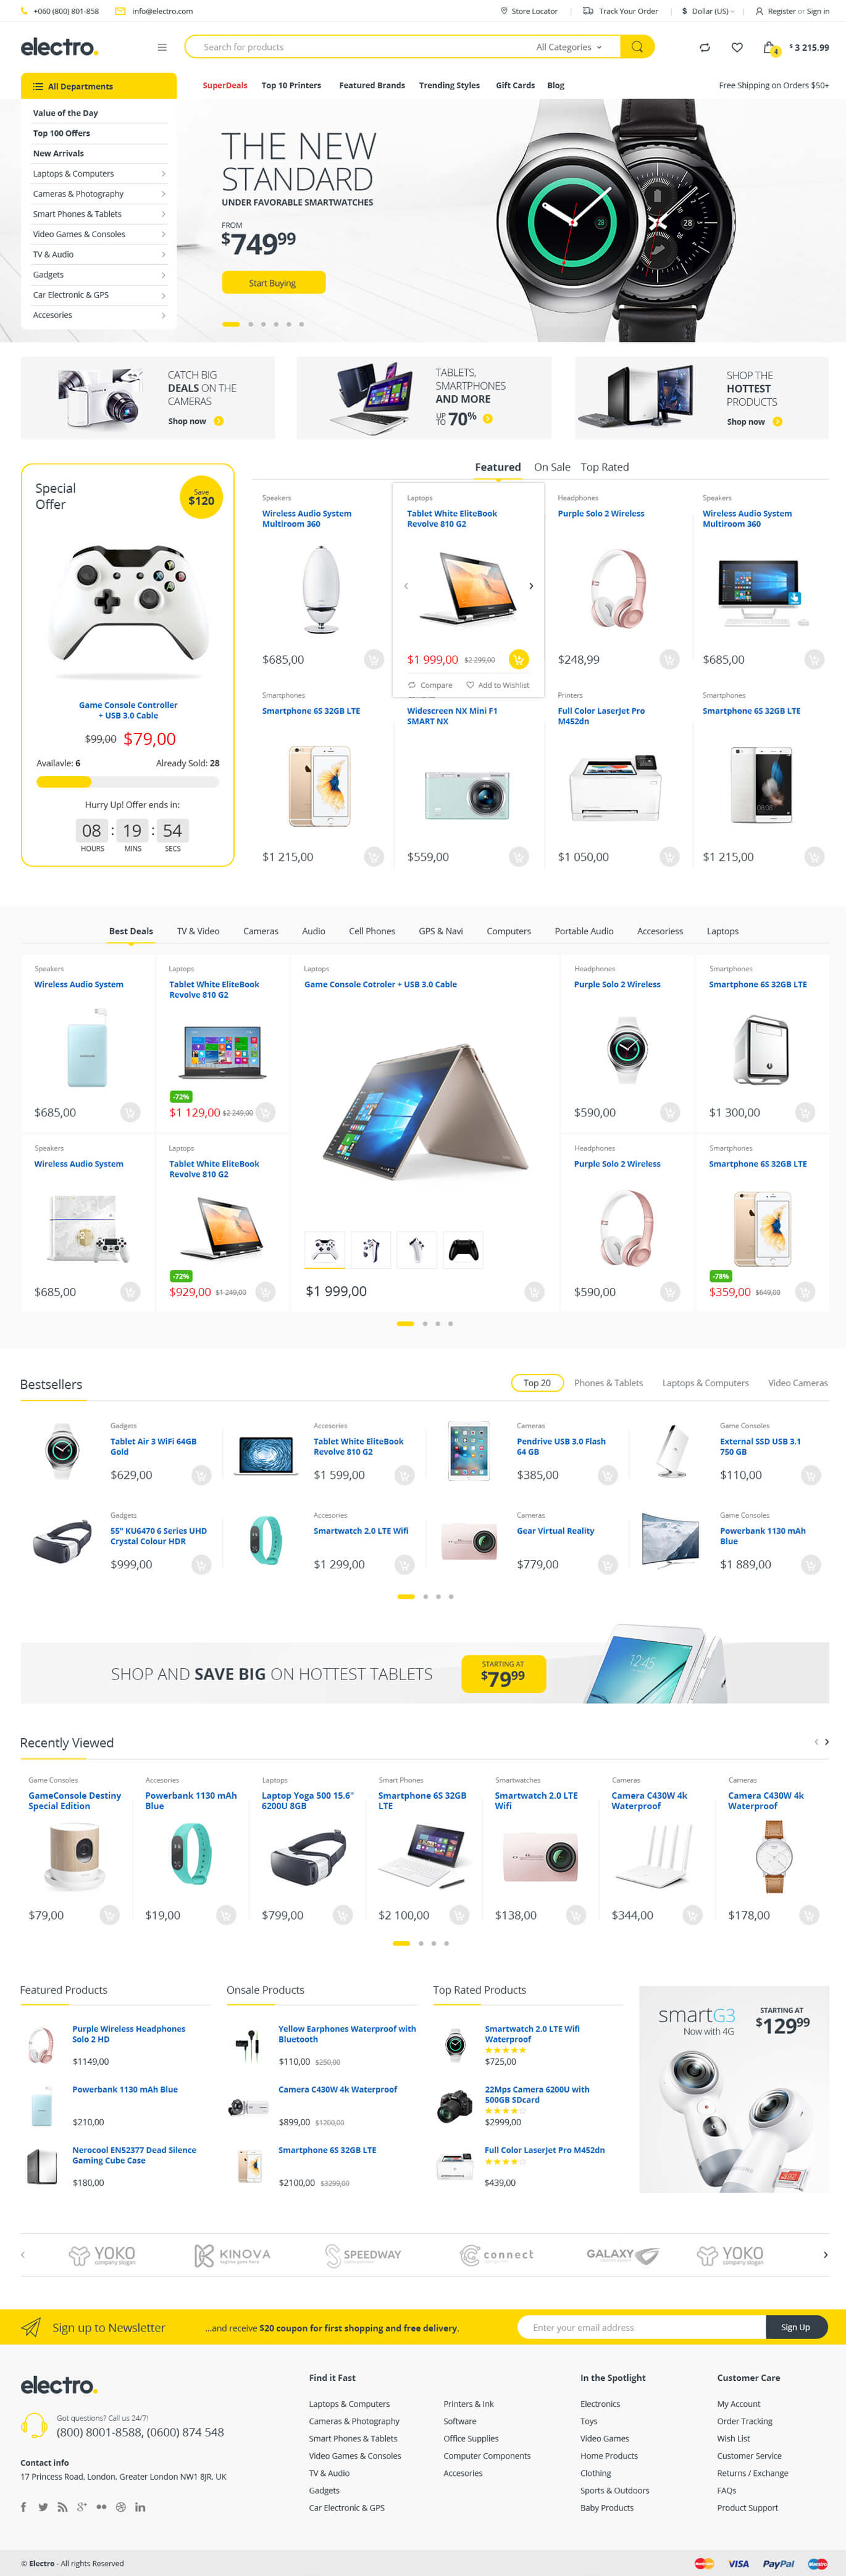 +060 (800) 801-858
info@electro.com
Store Locator
Track Your Order
$ Dollar (US)
Register or Sign in
electro.
Search for products
All Categories
4
$ 3 215.99
All Departments
SuperDeals
Top 10 Printers
Featured Brands
Trending Styles
Gift Cards
Blog
Free Shipping on Orders $50+
Value of the Day
Top 100 Offers
New Arrivals
Laptops & Computers
Cameras & Photography
Smart Phones & Tablets
Video Games & Consoles
TV & Audio
Gadgets
Car Electronic & GPS
Accesories
THE NEW
STANDARD
UNDER FAVORABLE SMARTWATCHES
FROM
$749 99
Start Buying
CATCH BIG
DEALS ON THE
CAMERAS
Shop now
TABLETS,
SMARTPHONES
AND MORE
UP TO 70%
SHOP THE
HOTTEST
PRODUCTS
Shop now
Special
Offer
Save
$120
Game Console Controller
+ USB 3.0 Cable
$99,00 $79,00
Availavle: 6
Already Sold: 28
Hurry Up! Offer ends in:
08 : 19 : 54
HOURS MINS SECS
Featured
On Sale
Top Rated
Speakers
Wireless Audio System
Multiroom 360
$685,00
Laptops
Tablet White EliteBook
Revolve 810 G2
$1 999,00 $2 299,00
Compare
Add to Wishlist
Headphones
Purple Solo 2 Wireless
$248,99
Speakers
Wireless Audio System
Multiroom 360
$685,00
Smartphones
Smartphone 6S 32GB LTE
$1 215,00
Widescreen NX Mini F1
SMART NX
$559,00
Printers
Full Color LaserJet Pro
M452dn
$1 050,00
Smartphones
Smartphone 6S 32GB LTE
$1 215,00
Best Deals
TV & Video
Cameras
Audio
Cell Phones
GPS & Navi
Computers
Portable Audio
Accesoriess
Laptops
Speakers
Wireless Audio System
$685,00
Laptops
Tablet White EliteBook
Revolve 810 G2
-72%
$1 129,00 $2 249,00
Laptops
Game Console Cotroler + USB 3.0 Cable
$1 999,00
Headphones
Purple Solo 2 Wireless
$590,00
Smartphones
Smartphone 6S 32GB LTE
$1 300,00
Speakers
Wireless Audio System
$685,00
Laptops
Tablet White EliteBook
Revolve 810 G2
-72%
$929,00 $1 249,00
Headphones
Purple Solo 2 Wireless
$590,00
Smartphones
Smartphone 6S 32GB LTE
-78%
$359,00 $649,00
Bestsellers
Top 20
Phones & Tablets
Laptops & Computers
Video Cameras
Gadgets
Tablet Air 3 WiFi 64GB
Gold
$629,00
Accesories
Tablet White EliteBook
Revolve 810 G2
$1 599,00
Cameras
Pendrive USB 3.0 Flash
64 GB
$385,00
Game Consoles
External SSD USB 3.1
750 GB
$110,00
Gadgets
55" KU6470 6 Series UHD
Crystal Colour HDR
$999,00
Accesories
Smartwatch 2.0 LTE Wifi
$1 299,00
Cameras
Gear Virtual Reality
$779,00
Game Consoles
Powerbank 1130 mAh
Blue
$1 889,00
SHOP AND SAVE BIG ON HOTTEST TABLETS
STARTING AT
$79 99
12:45
Recently Viewed
Game Consoles
GameConsole Destiny
Special Edition
$79,00
Accesories
Powerbank 1130 mAh
Blue
$19,00
Laptops
Laptop Yoga 500 15.6"
6200U 8GB
$799,00
Smart Phones
Smartphone 6S 32GB
LTE
$2 100,00
Smartwatches
Smartwatch 2.0 LTE
Wifi
$138,00
Cameras
Camera C430W 4k
Waterproof
$344,00
Cameras
Camera C430W 4k
Waterproof
$178,00
Featured Products
Purple Wireless Headphones
Solo 2 HD
$1149,00
Powerbank 1130 mAh Blue
$210,00
Nerocool EN52377 Dead Silence
Gaming Cube Case
$180,00
Onsale Products
Yellow Earphones Waterproof with
Bluetooth
$110,00 $250,00
Camera C430W 4k Waterproof
$899,00 $1200,00
Smartphone 6S 32GB LTE
$2100,00 $3299,00
Top Rated Products
Smartwatch 2.0 LTE Wifi
Waterproof
$725,00
22Mps Camera 6200U with
500GB SDcard
$2999,00
Full Color LaserJet Pro M452dn
$439,00
smartG3
Now with 4G
STARTING AT
$129 99
YOKO
company slogan
KINOVA
SPEEDWAY
connect
GALAXY
YOKO
company slogan
Sign up to Newsletter
...and receive $20 coupon for first shopping and free delivery.
Enter your email address
Sign Up
electro.
Got questions? Call us 24/7!
(800) 8001-8588, (0600) 874 548
Contact info
17 Princess Road, London, Greater London NW1 8JR, UK
Find it Fast
Laptops & Computers
Cameras & Photography
Smart Phones & Tablets
Video Games & Consoles
TV & Audio
Gadgets
Car Electronic & GPS
Printers & Ink
Software
Office Supplies
Computer Components
Accesories
In the Spotlight
Electronics
Toys
Video Games
Home Products
Clothing
Sports & Outdoors
Baby Products
Customer Care
My Account
Order Tracking
Wish List
Customer Service
Returns / Exchange
FAQs
Product Support
© Electro - All rights Reserved
VISA
PayPal